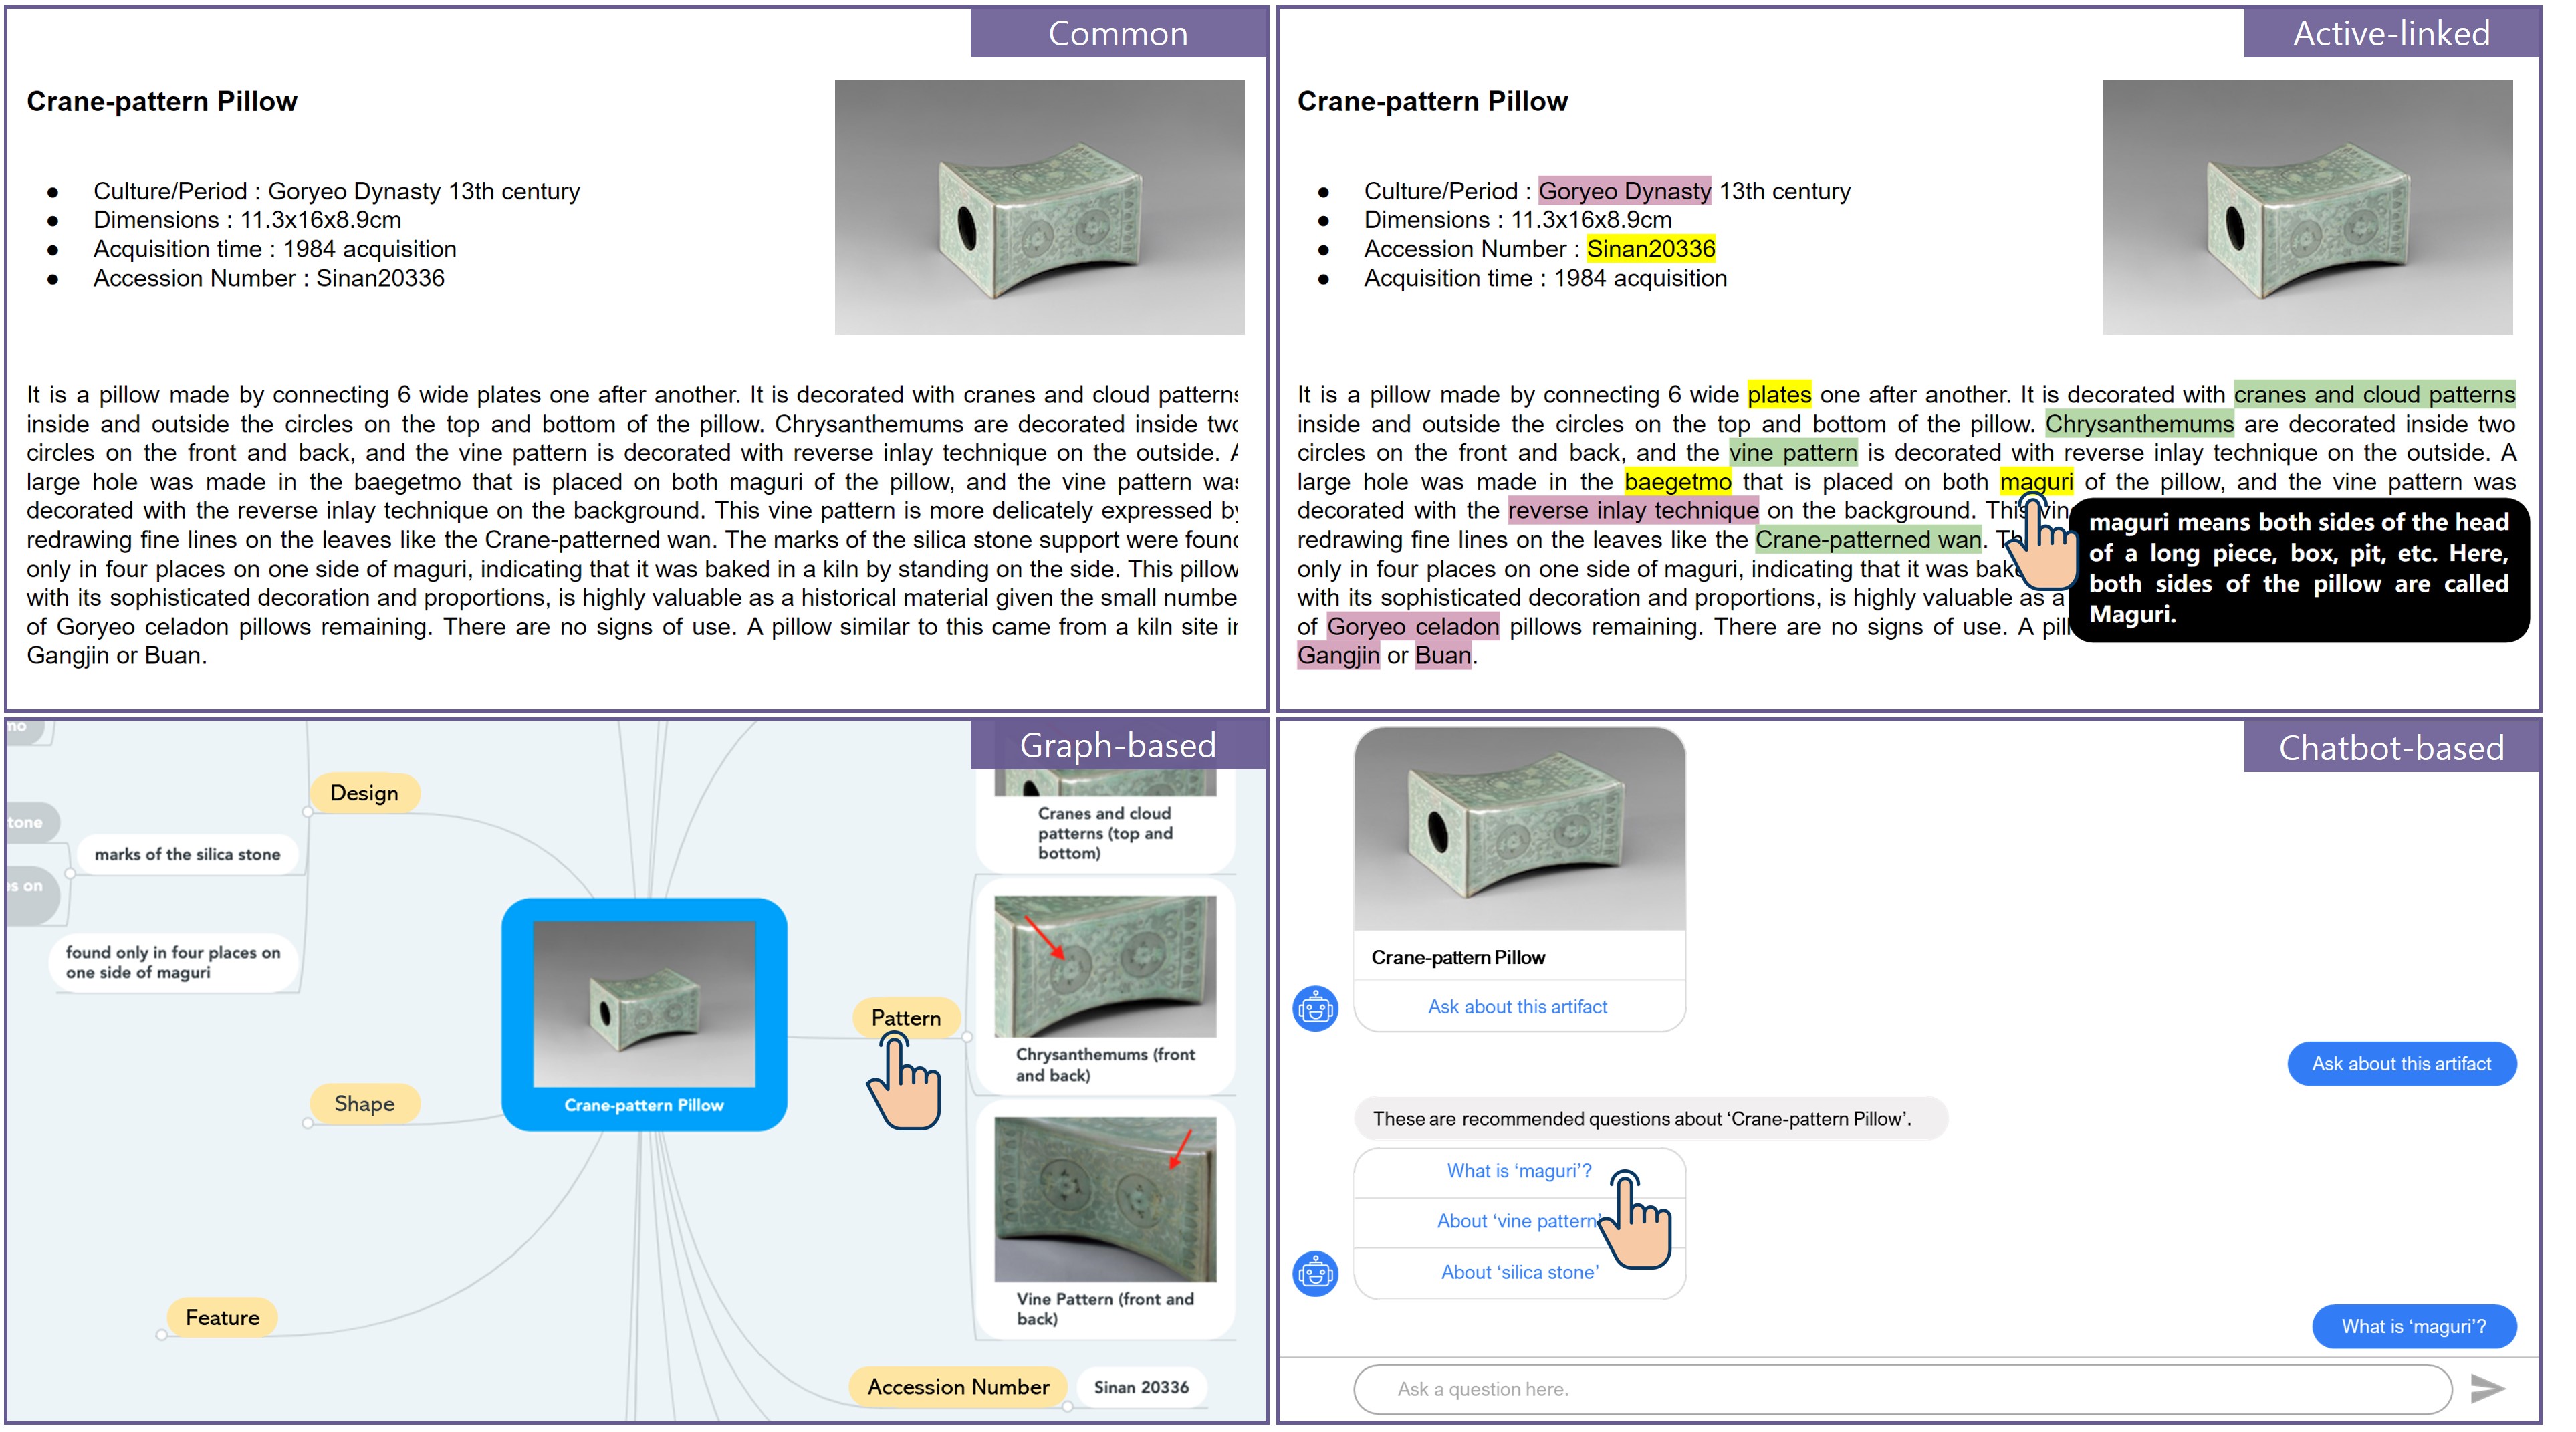 Common
Crane-pattern Pillow
● Culture/Period : Goryeo Dynasty 13th century
● Dimensions : 11.3x16x8.9cm
● Acquisition time : 1984 acquisition
● Accession Number : Sinan20336
It is a pillow made by connecting 6 wide plates one after another. It is decorated with cranes and cloud patterns
inside and outside the circles on the top and bottom of the pillow. Chrysanthemums are decorated inside two
circles on the front and back, and the vine pattern is decorated with reverse inlay technique on the outside. A
large hole was made in the baegetmo that is placed on both maguri of the pillow, and the vine pattern was
decorated with the reverse inlay technique on the background. This vine pattern is more delicately expressed by
redrawing fine lines on the leaves like the Crane-patterned wan. The marks of the silica stone support were found
only in four places on one side of maguri, indicating that it was baked in a kiln by standing on the side. This pillow
with its sophisticated decoration and proportions, is highly valuable as a historical material given the small numbe
of Goryeo celadon pillows remaining. There are no signs of use. A pillow similar to this came from a kiln site in
Gangjin or Buan.
Active-linked
Crane-pattern Pillow
● Culture/Period : Goryeo Dynasty 13th century
● Dimensions : 11.3x16x8.9cm
● Accession Number : Sinan20336
● Acquisition time : 1984 acquisition
It is a pillow made by connecting 6 wide plates one after another. It is decorated with cranes and cloud patterns
inside and outside the circles on the top and bottom of the pillow. Chrysanthemums are decorated inside two
circles on the front and back, and the vine pattern is decorated with reverse inlay technique on the outside. A
large hole was made in the baegetmo that is placed on both maguri of the pillow, and the vine pattern was
decorated with the reverse inlay technique on the background. This vin
redrawing fine lines on the leaves like the Crane-patterned wan. Th
only in four places on one side of maguri, indicating that it was bak
with its sophisticated decoration and proportions, is highly valuable as a
of Goryeo celadon pillows remaining. There are no signs of use. A pill
Gangjin or Buan.
maguri means both sides of the head
of a long piece, box, pit, etc. Here,
both sides of the pillow are called
Maguri.
Graph-based
no
Design
tone
marks of the silica stone
s on
found only in four places on
one side of maguri
Crane-pattern Pillow
Shape
Feature
Pattern
Cranes and cloud
patterns (top and
bottom)
Chrysanthemums (front
and back)
Vine Pattern (front and
back)
Accession Number
Sinan 20336
Chatbot-based
Crane-pattern Pillow
Ask about this artifact
Ask about this artifact
These are recommended questions about ‘Crane-pattern Pillow’.
What is ‘maguri’?
About ‘vine pattern’
About ‘silica stone’
What is ‘maguri’?
Ask a question here.